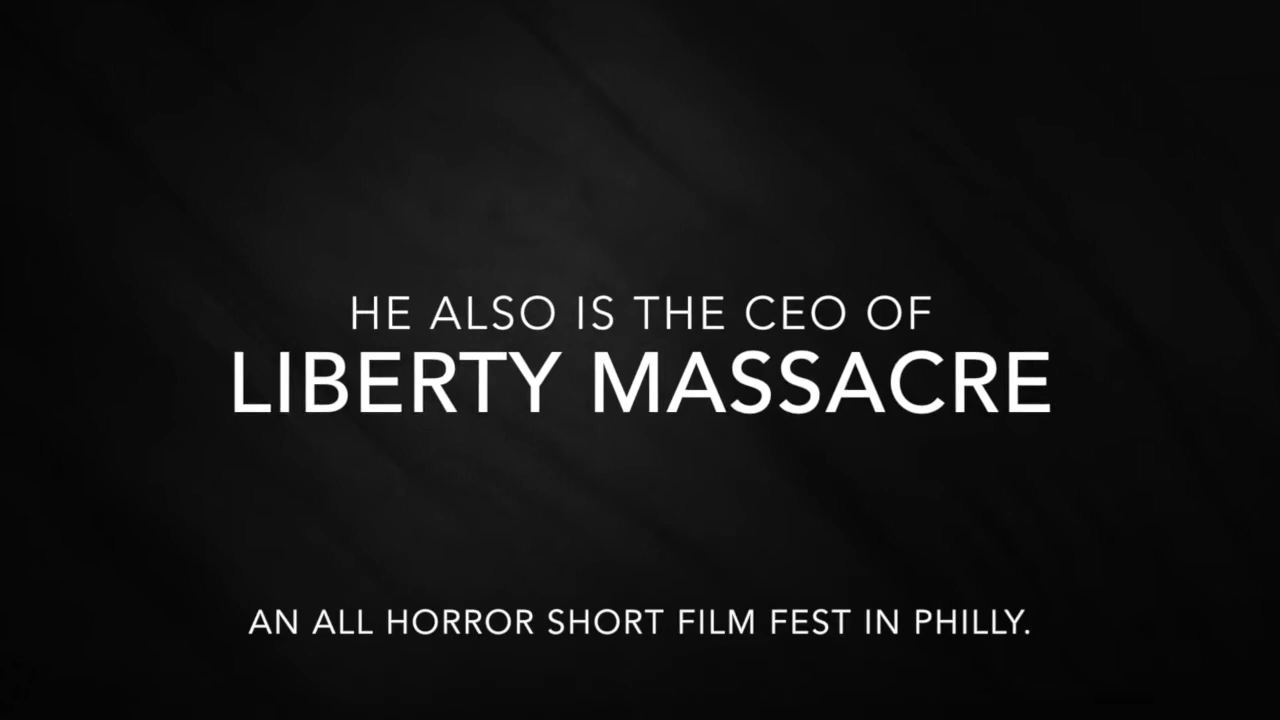 HE ALSO IS THE CEO OF
LIBERTY MASSACRE
AN ALL HORROR SHORT FILM FEST IN PHILLY.